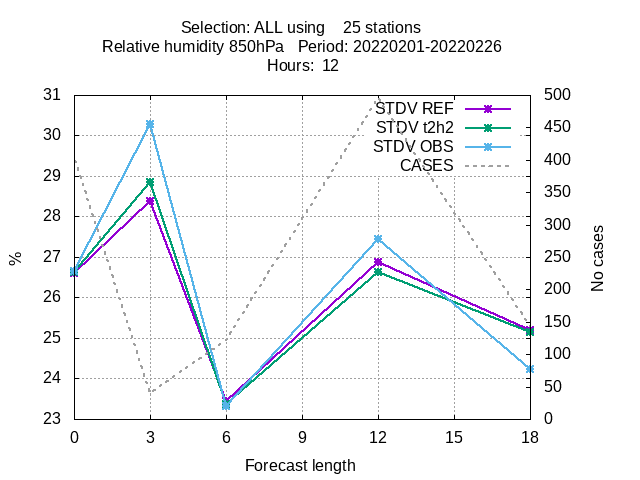 Selection: ALL using    25 stations
Relative humidity 850hPa   Period: 20220201-20220226
Hours:  12
31
30
29
28
27
26
25
24
23
%
500
450
400
350
300
250
200
150
100
50
0
No cases
STDV REF
STDV t2h2
STDV OBS
CASES
0 3 6 9 12 15 18
Forecast length